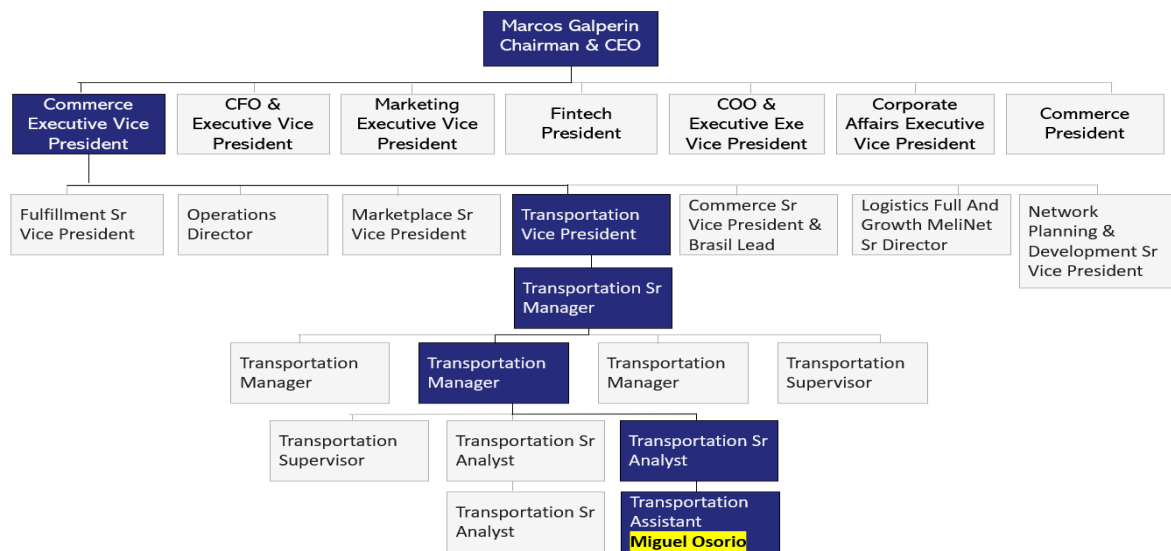 Marcos Galperin
Chairman & CEO
Commerce
Executive Vice
President
CFO &
Executive Vice
President
Marketing
Executive Vice
President
Fintech
President
COO &
Executive Exe
Vice President
Corporate
Affairs Executive
Vice President
Commerce
President
Fulfillment Sr
Vice President
Operations
Director
Marketplace Sr
Vice President
Transportation
Vice President
Commerce Sr
Vice President &
Brasil Lead
Logistics Full And
Growth MeliNet
Sr Director
Network
Planning &
Development Sr
Vice President
Transportation Sr
Manager
Transportation
Manager
Transportation
Manager
Transportation
Manager
Transportation
Supervisor
Transportation
Supervisor
Transportation Sr
Analyst
Transportation Sr
Analyst
Transportation Sr
Analyst
Transportation
Assistant
Miguel Osorio